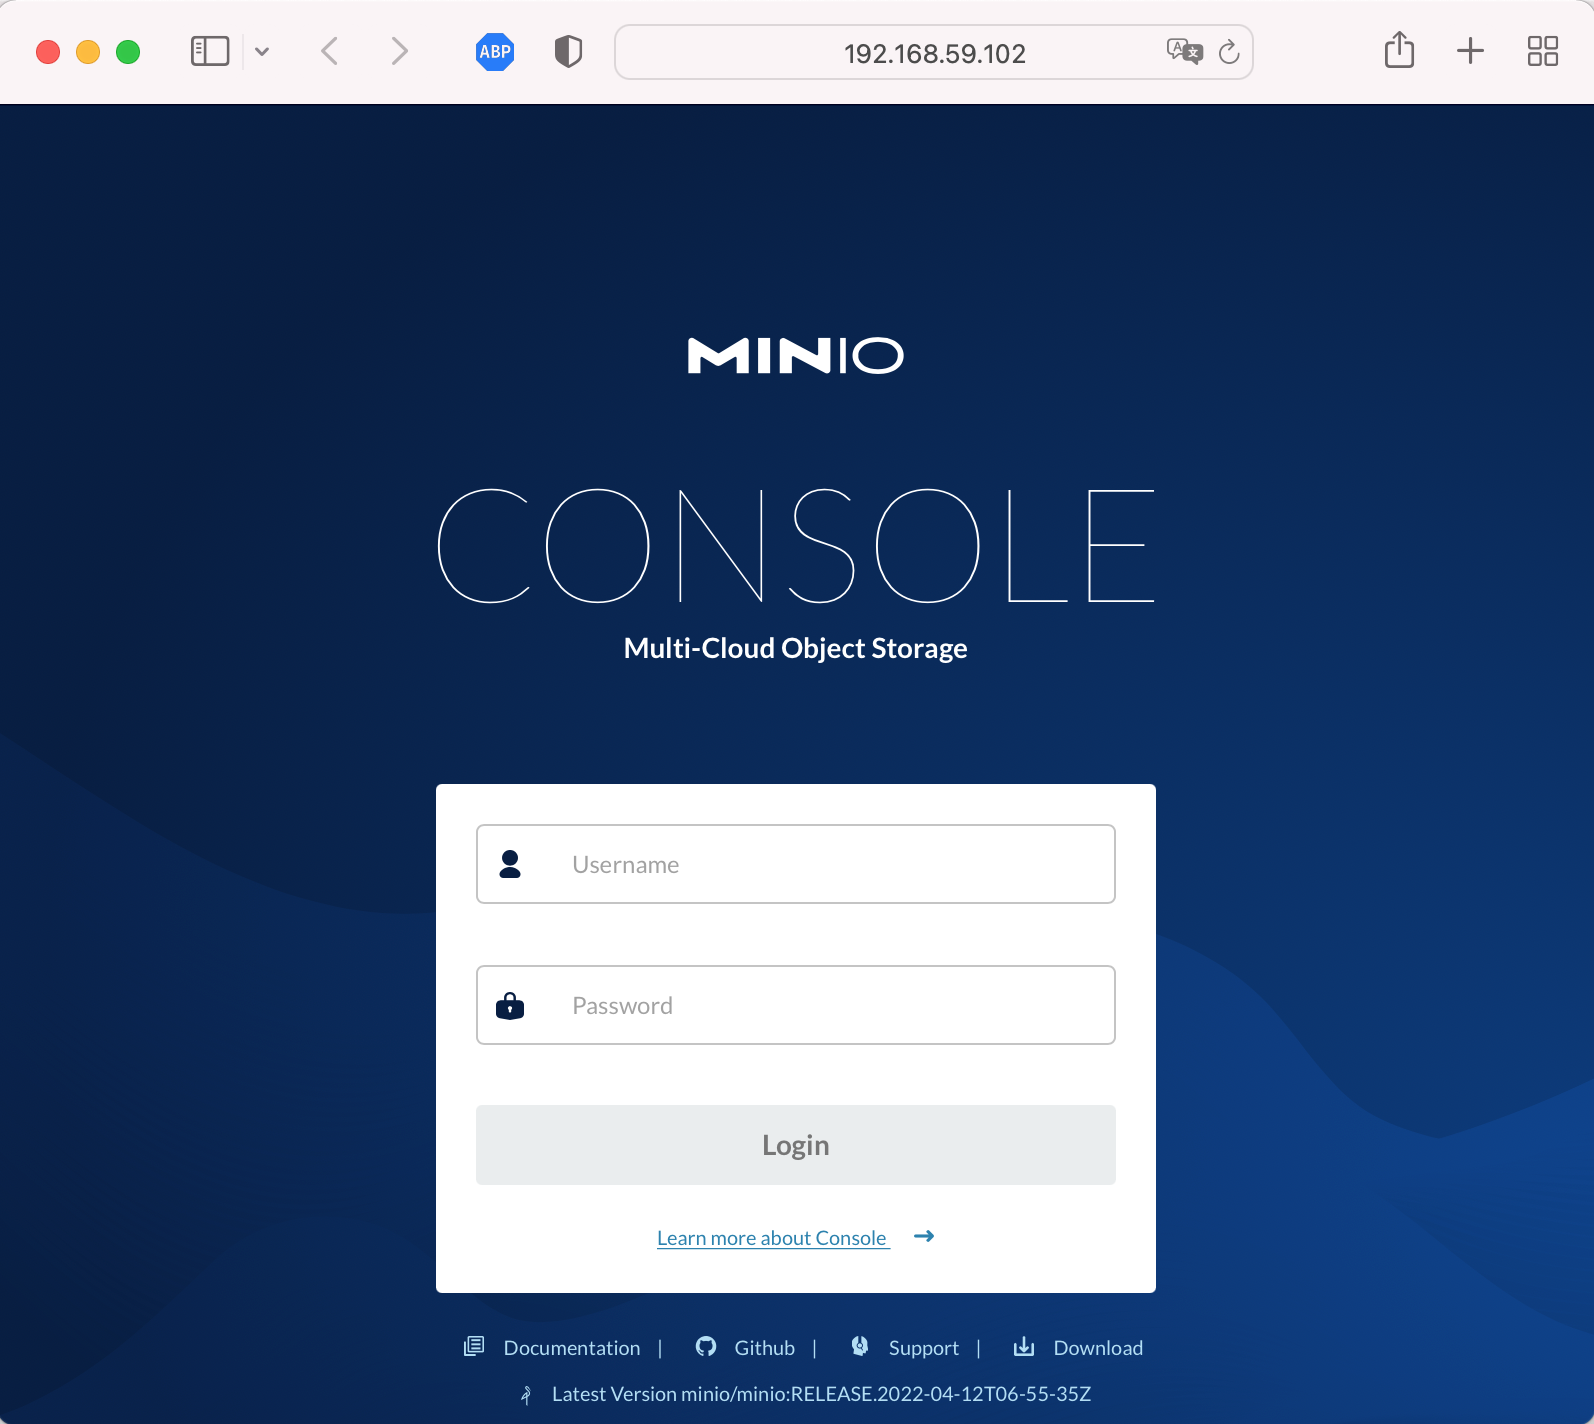 ABP
192.168.59.102
MINIO
CONSOLE
Multi-Cloud Object Storage
Username
Password
Login
Learn more about Console →
Documentation | Github | Support | Download
Latest Version minio/minio:RELEASE.2022-04-12T06-55-35Z